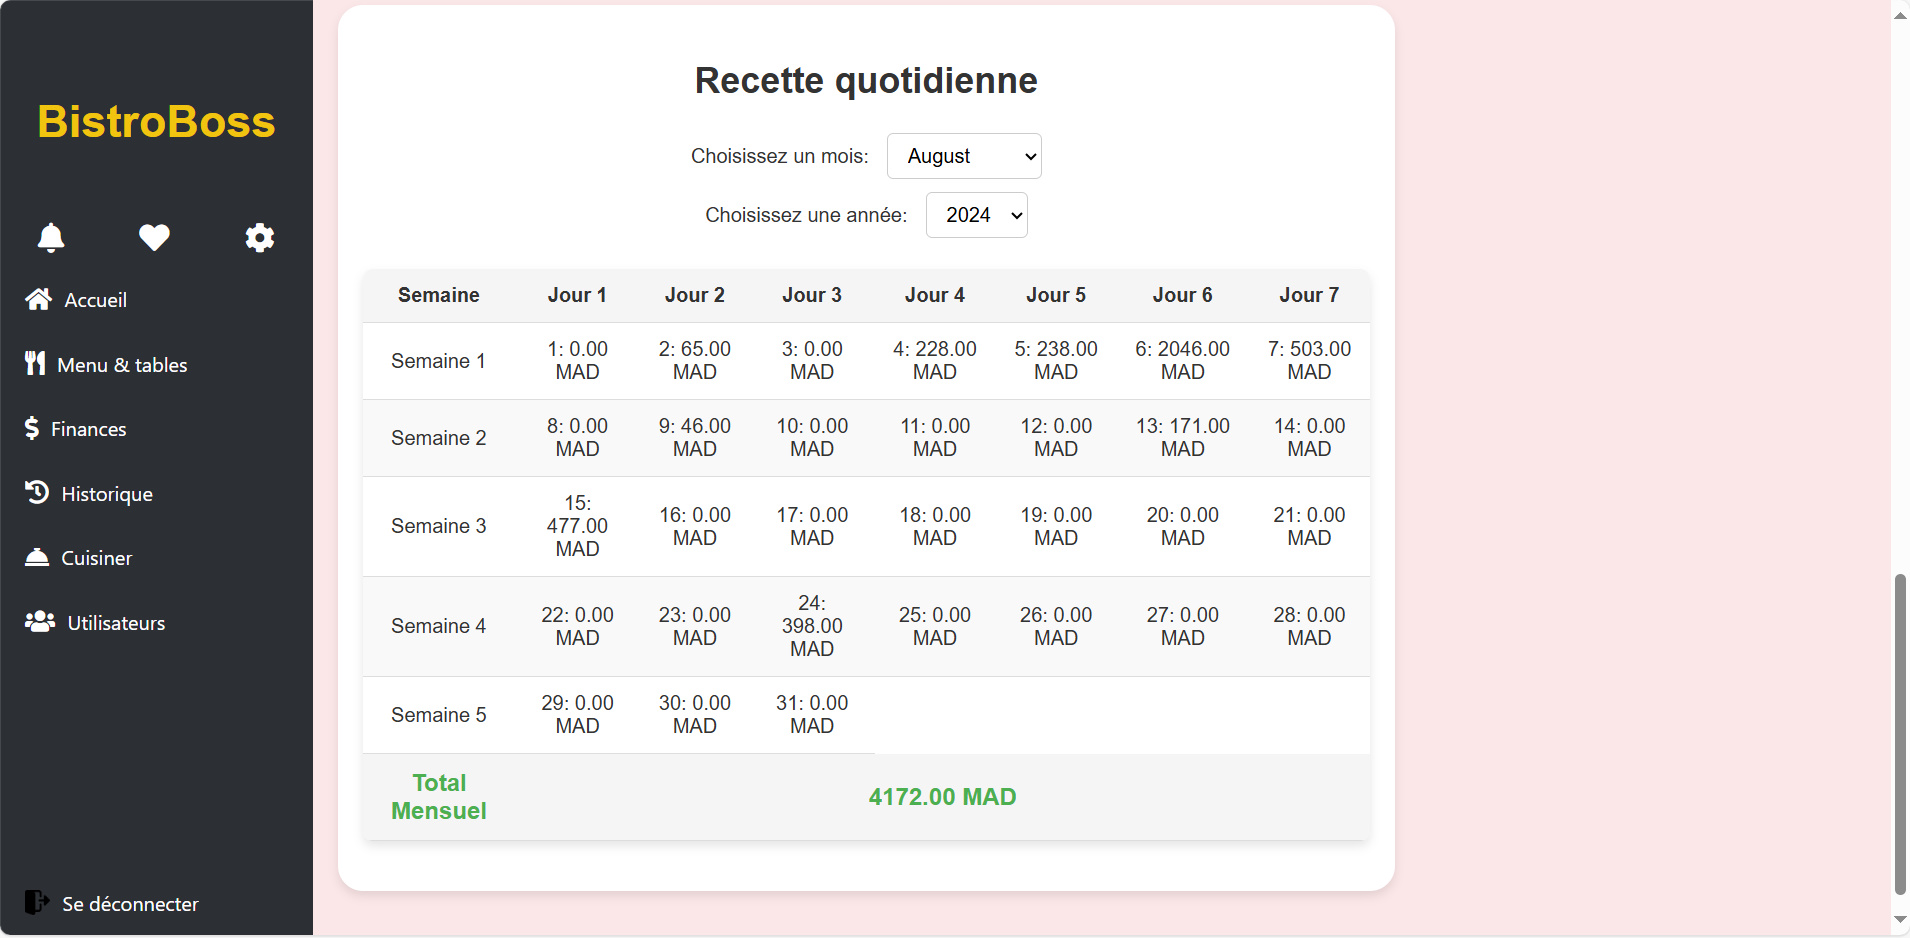 BistroBoss
Accueil
Menu & tables
Finances
Historique
Cuisiner
Utilisateurs
Se déconnecter
Recette quotidienne
Choisissez un mois: August
Choisissez une année: 2024
Semaine Jour 1 Jour 2 Jour 3 Jour 4 Jour 5 Jour 6 Jour 7
Semaine 1 1: 0.00 MAD 2: 65.00 MAD 3: 0.00 MAD 4: 228.00 MAD 5: 238.00 MAD 6: 2046.00 MAD 7: 503.00 MAD
Semaine 2 8: 0.00 MAD 9: 46.00 MAD 10: 0.00 MAD 11: 0.00 MAD 12: 0.00 MAD 13: 171.00 MAD 14: 0.00 MAD
Semaine 3 15: 477.00 MAD 16: 0.00 MAD 17: 0.00 MAD 18: 0.00 MAD 19: 0.00 MAD 20: 0.00 MAD 21: 0.00 MAD
Semaine 4 22: 0.00 MAD 23: 0.00 MAD 24: 398.00 MAD 25: 0.00 MAD 26: 0.00 MAD 27: 0.00 MAD 28: 0.00 MAD
Semaine 5 29: 0.00 MAD 30: 0.00 MAD 31: 0.00 MAD
Total Mensuel 4172.00 MAD